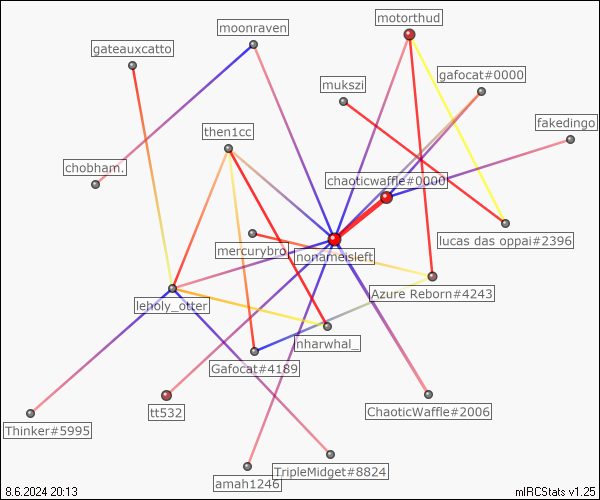 motorthud
moonraven
gateauxcatto
gafocat#0000
mukszi
fakedingo
then1cc
chobham.
chaoticwaffle#0000
lucas das oppai#2396
mercurybro.
nonamesleft
Azure Reborn#4243
leholy_otter
nharwhal_
Gafocat#4189
tt532
ChaoticWaffle#2006
Thinker#5995
TripleMidget#8824
amah1246
8.6.2024 20:13
mIRCStats v1.25